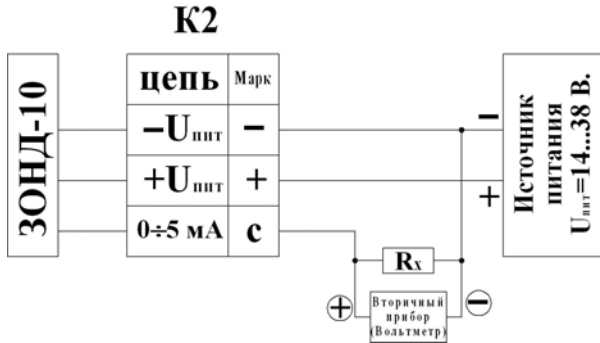 К2
ЗОНД-10
цепь Марк
−Uпит −
+Uпит +
0÷5 мА с
− 
+
Источник
питания
Uпит=14...38 В.
Rx
+
Вторичный
прибор
(Вольтметр)
−